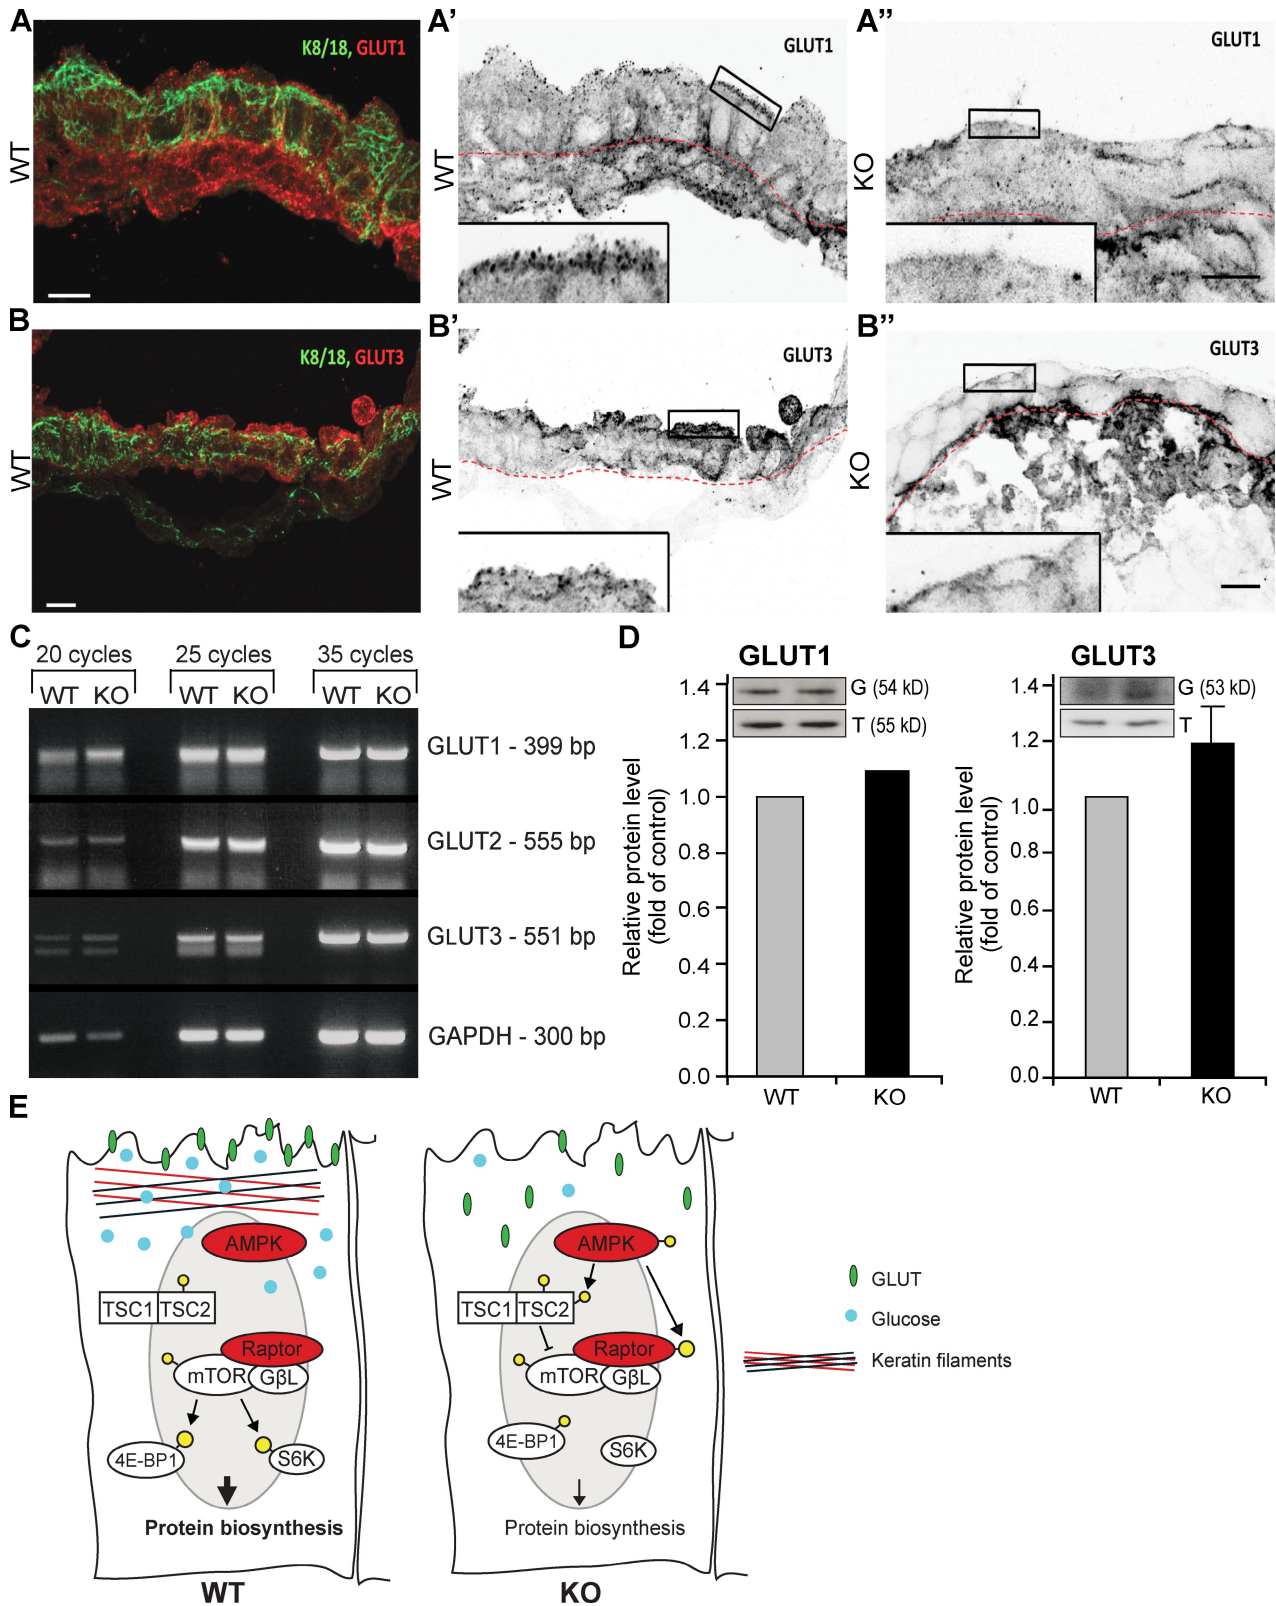 A
K8/18, GLUT1
WT
A'
GLUT1
WT
A''
GLUT1
KO
B
K8/18, GLUT3
WT
B'
GLUT3
WT
B''
GLUT3
KO
C
20 cycles 25 cycles 35 cycles
WT KO WT KO WT KO
GLUT1 - 399 bp
GLUT2 - 555 bp
GLUT3 - 551 bp
GAPDH - 300 bp
D
GLUT1
G (54 kD)
T (55 kD)
Relative protein level
(fold of control)
1.4
1.2
1.0
0.8
0.6
0.4
0.2
0.0
WT KO
GLUT3
G (53 kD)
T
Relative protein level
(fold of control)
1.4
1.2
1.0
0.8
0.6
0.4
0.2
0.0
WT KO
E
AMPK
TSC1 TSC2
Raptor
mTOR GβL
4E-BP1 S6K
Protein biosynthesis
WT
AMPK
TSC1 TSC2
Raptor
mTOR GβL
4E-BP1 S6K
Protein biosynthesis
KO
GLUT
Glucose
Keratin filaments